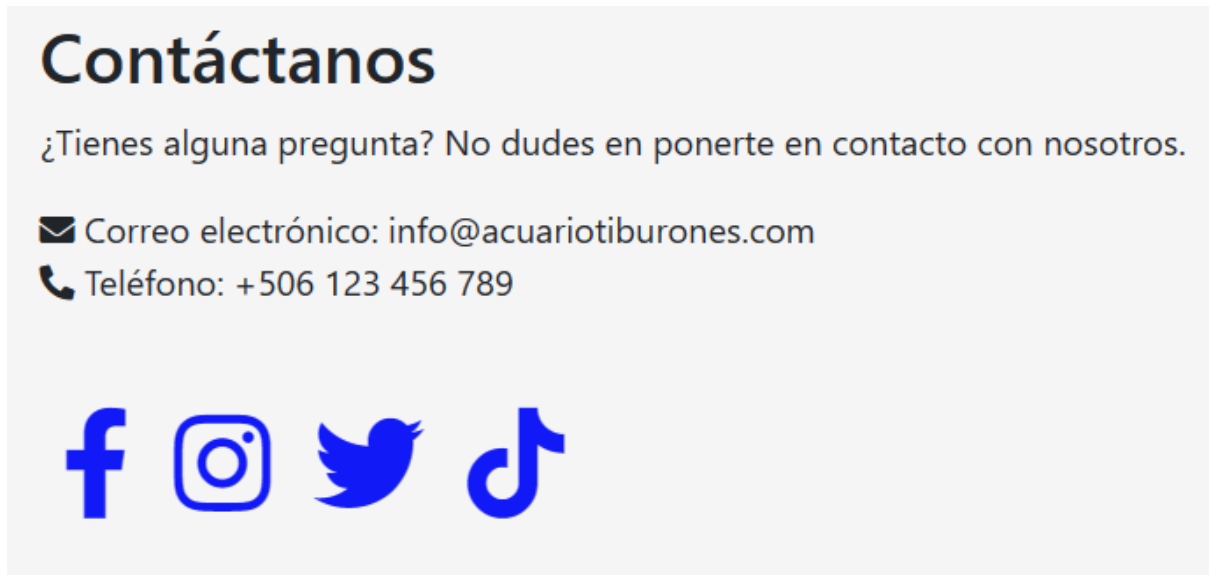 Contáctanos
¿Tienes alguna pregunta? No dudes en ponerte en contacto con nosotros.
Correo electrónico: info@acuariotiburones.com
Teléfono: +506 123 456 789